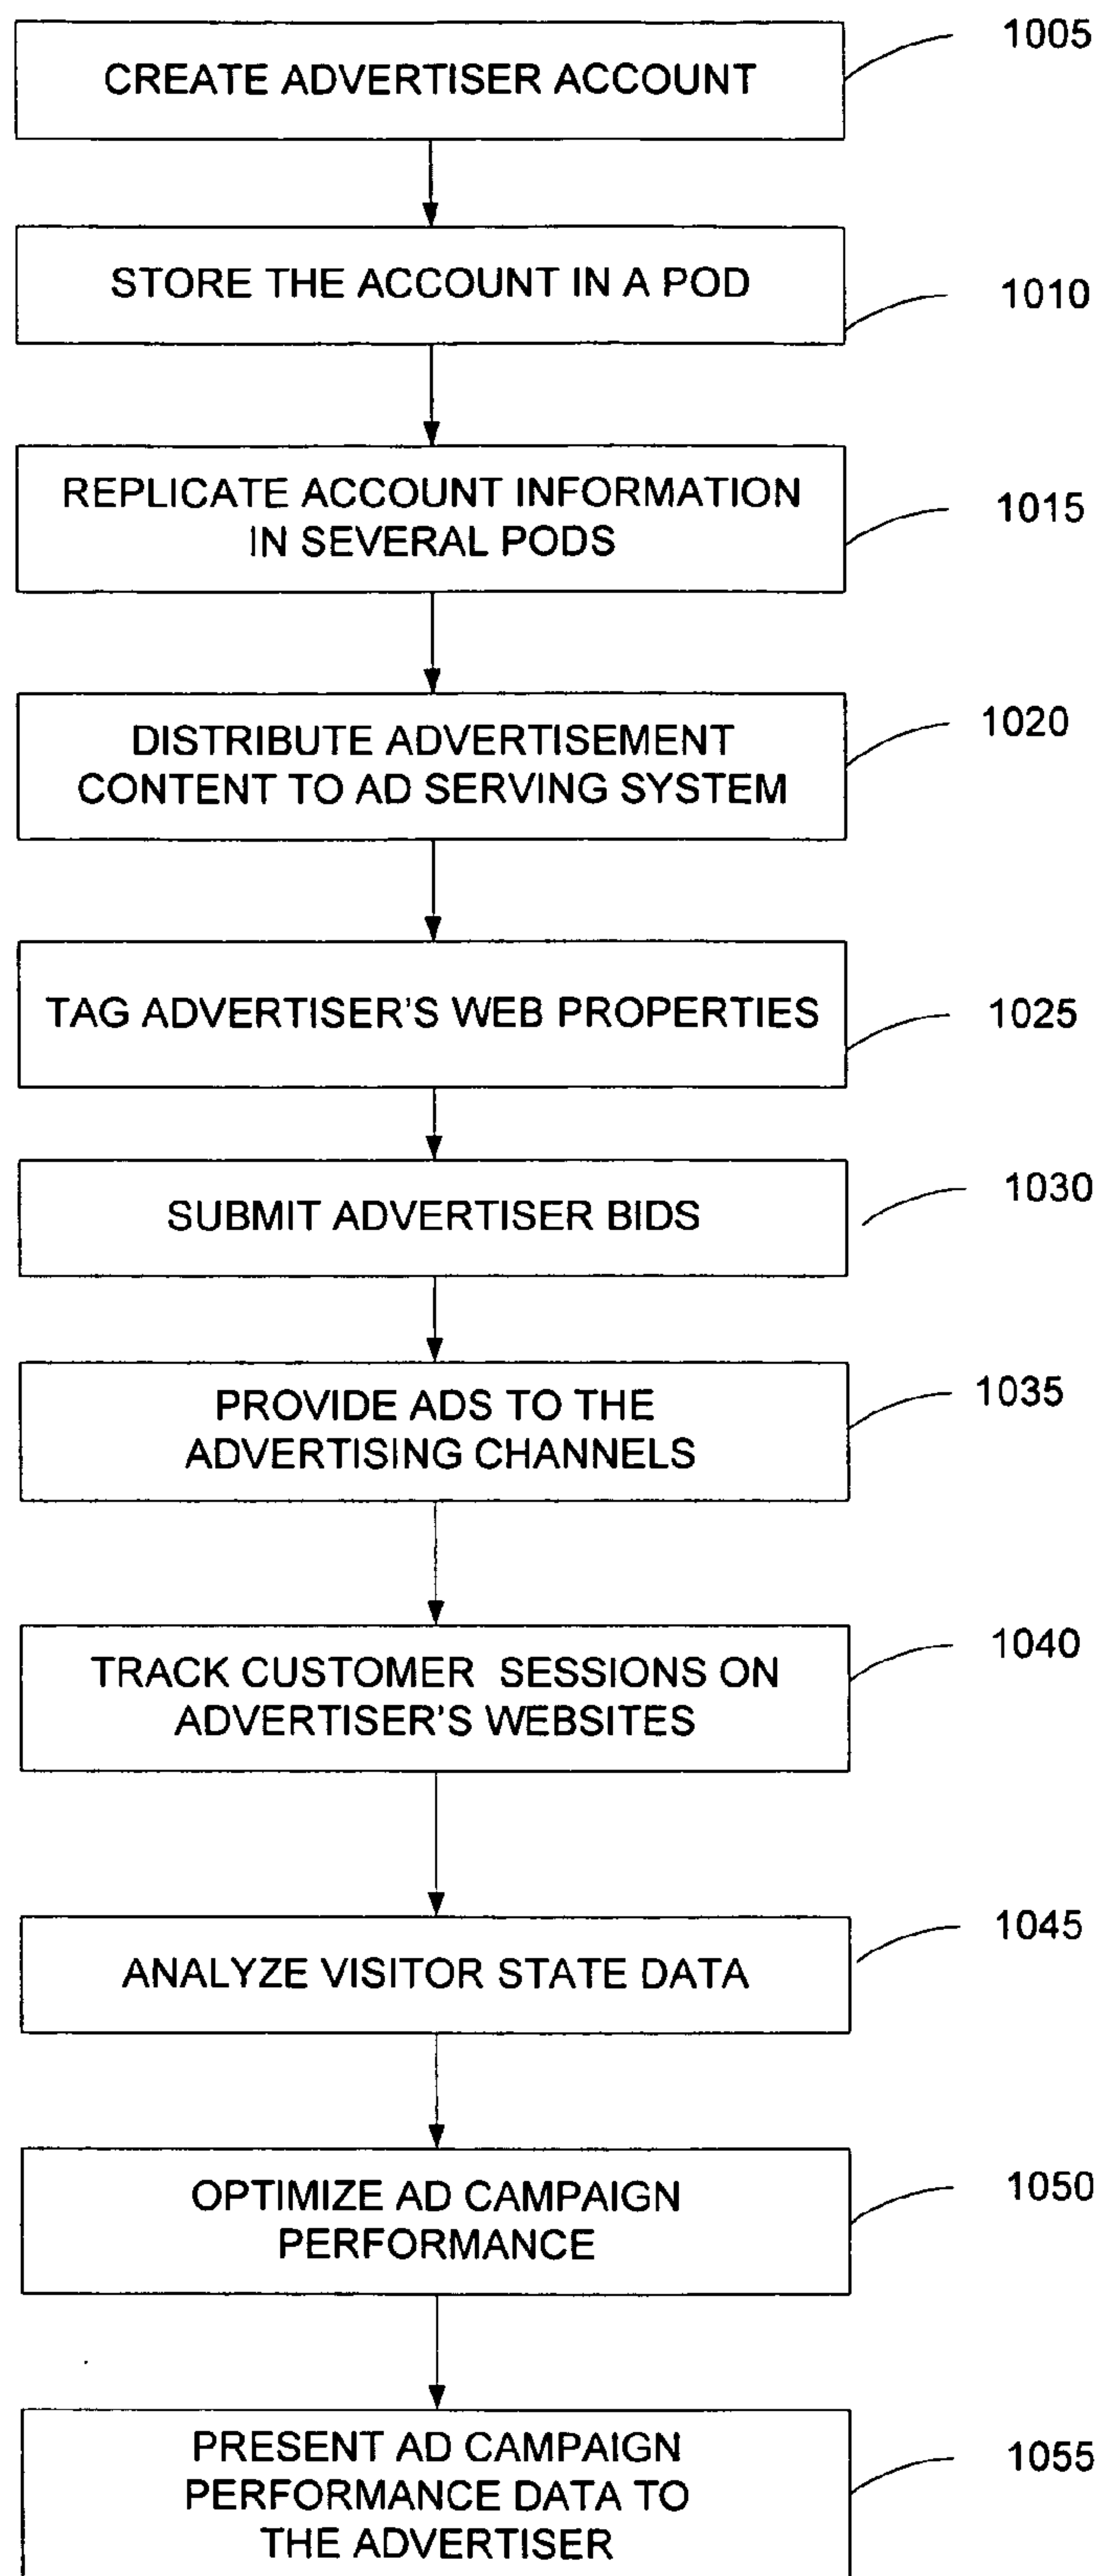 CREATE ADVERTISER ACCOUNT
1005
STORE THE ACCOUNT IN A POD
1010
REPLICATE ACCOUNT INFORMATION
IN SEVERAL PODS
1015
DISTRIBUTE ADVERTISEMENT
CONTENT TO AD SERVING SYSTEM
1020
TAG ADVERTISER'S WEB PROPERTIES
1025
SUBMIT ADVERTISER BIDS
1030
PROVIDE ADS TO THE
ADVERTISING CHANNELS
1035
TRACK CUSTOMER SESSIONS ON
ADVERTISER'S WEBSITES
1040
ANALYZE VISITOR STATE DATA
1045
OPTIMIZE AD CAMPAIGN
PERFORMANCE
1050
PRESENT AD CAMPAIGN
PERFORMANCE DATA TO
THE ADVERTISER
1055